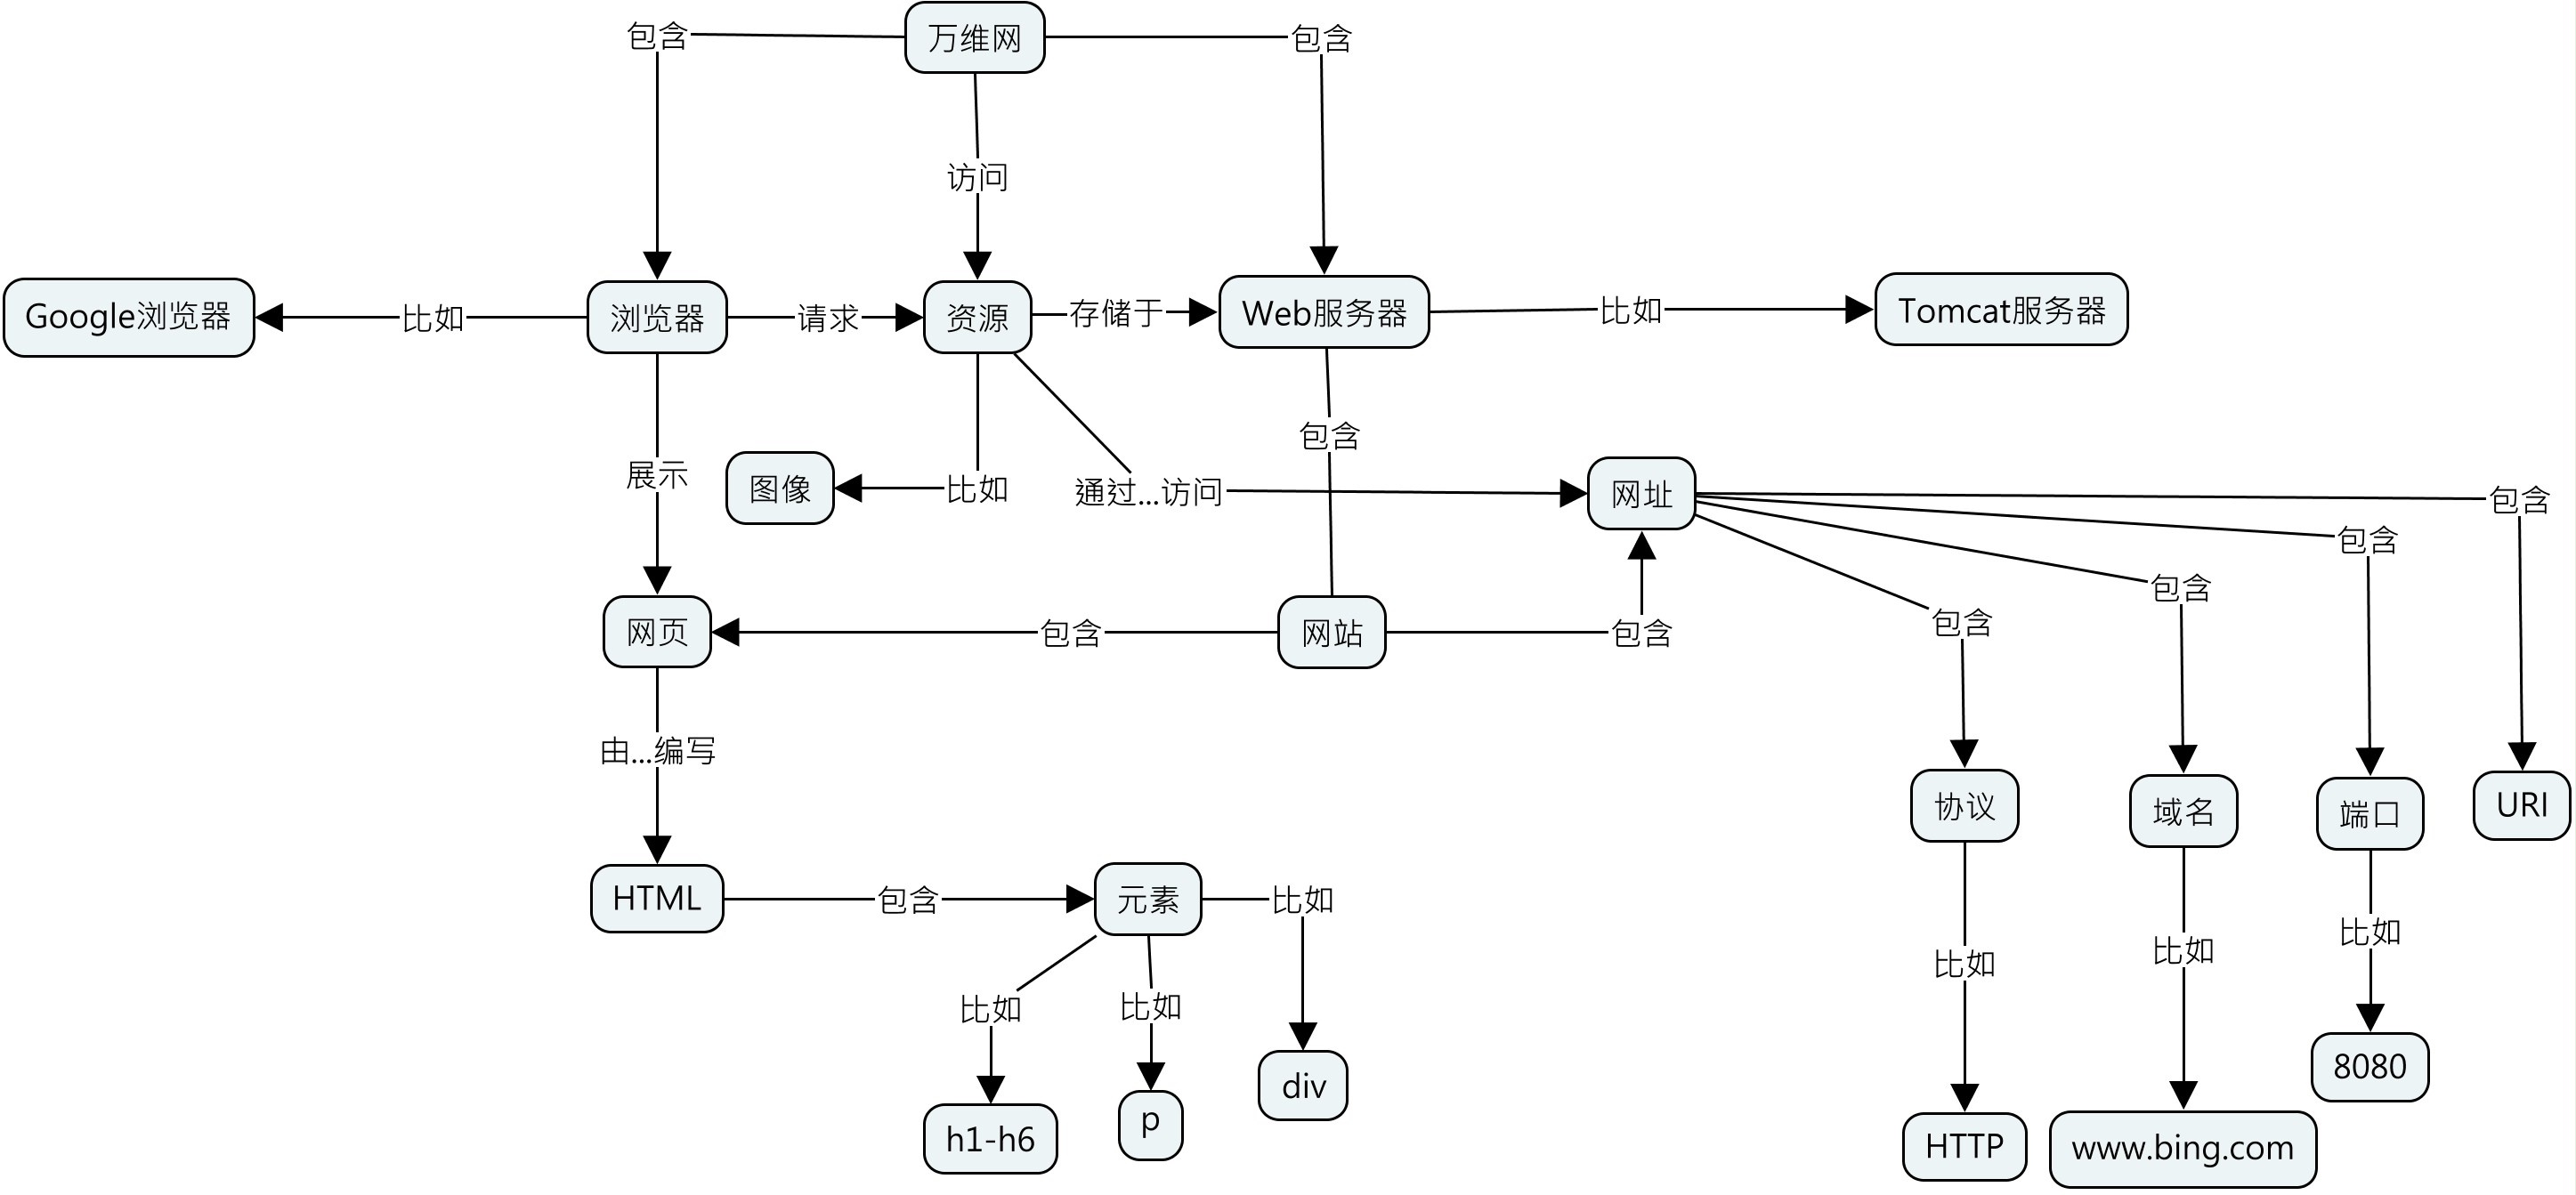 包含
万维网
包含
访问
Google浏览器
比如
浏览器
请求
资源
存储于
Web服务器
比如
Tomcat服务器
包含
展示
图像
比如
通过...访问
网址
包含
包含
包含
包含
网页
包含
网站
包含
由...编写
协议
域名
端口
URI
HTML
包含
元素
比如
比如
比如
比如
比如
比如
比如
8080
div
h1-h6
p
HTTP
www.bing.com